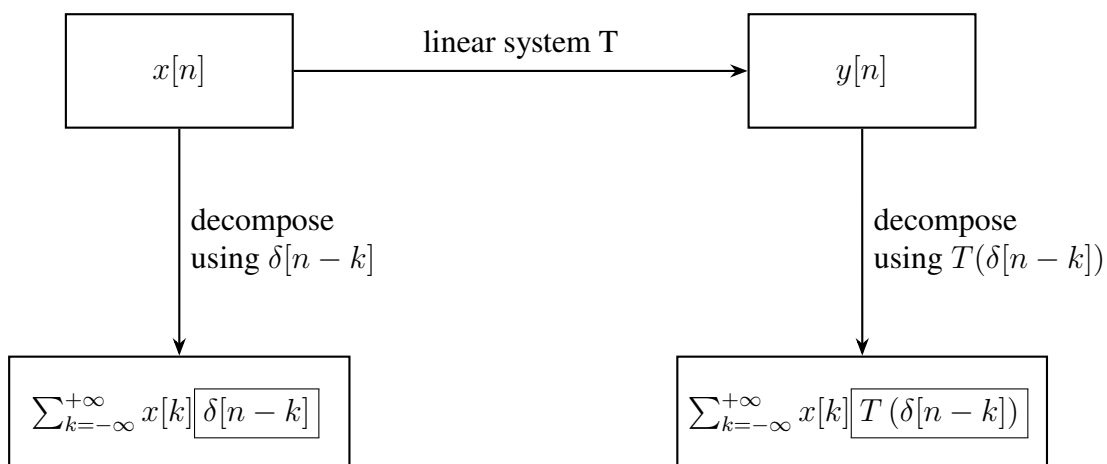 linear system T
x[n]
y[n]
decompose
using δ[n − k]
decompose
using T(δ[n − k])
∑_{k=−∞}^{+∞} x[k] δ[n − k]
∑_{k=−∞}^{+∞} x[k] T (δ[n − k])